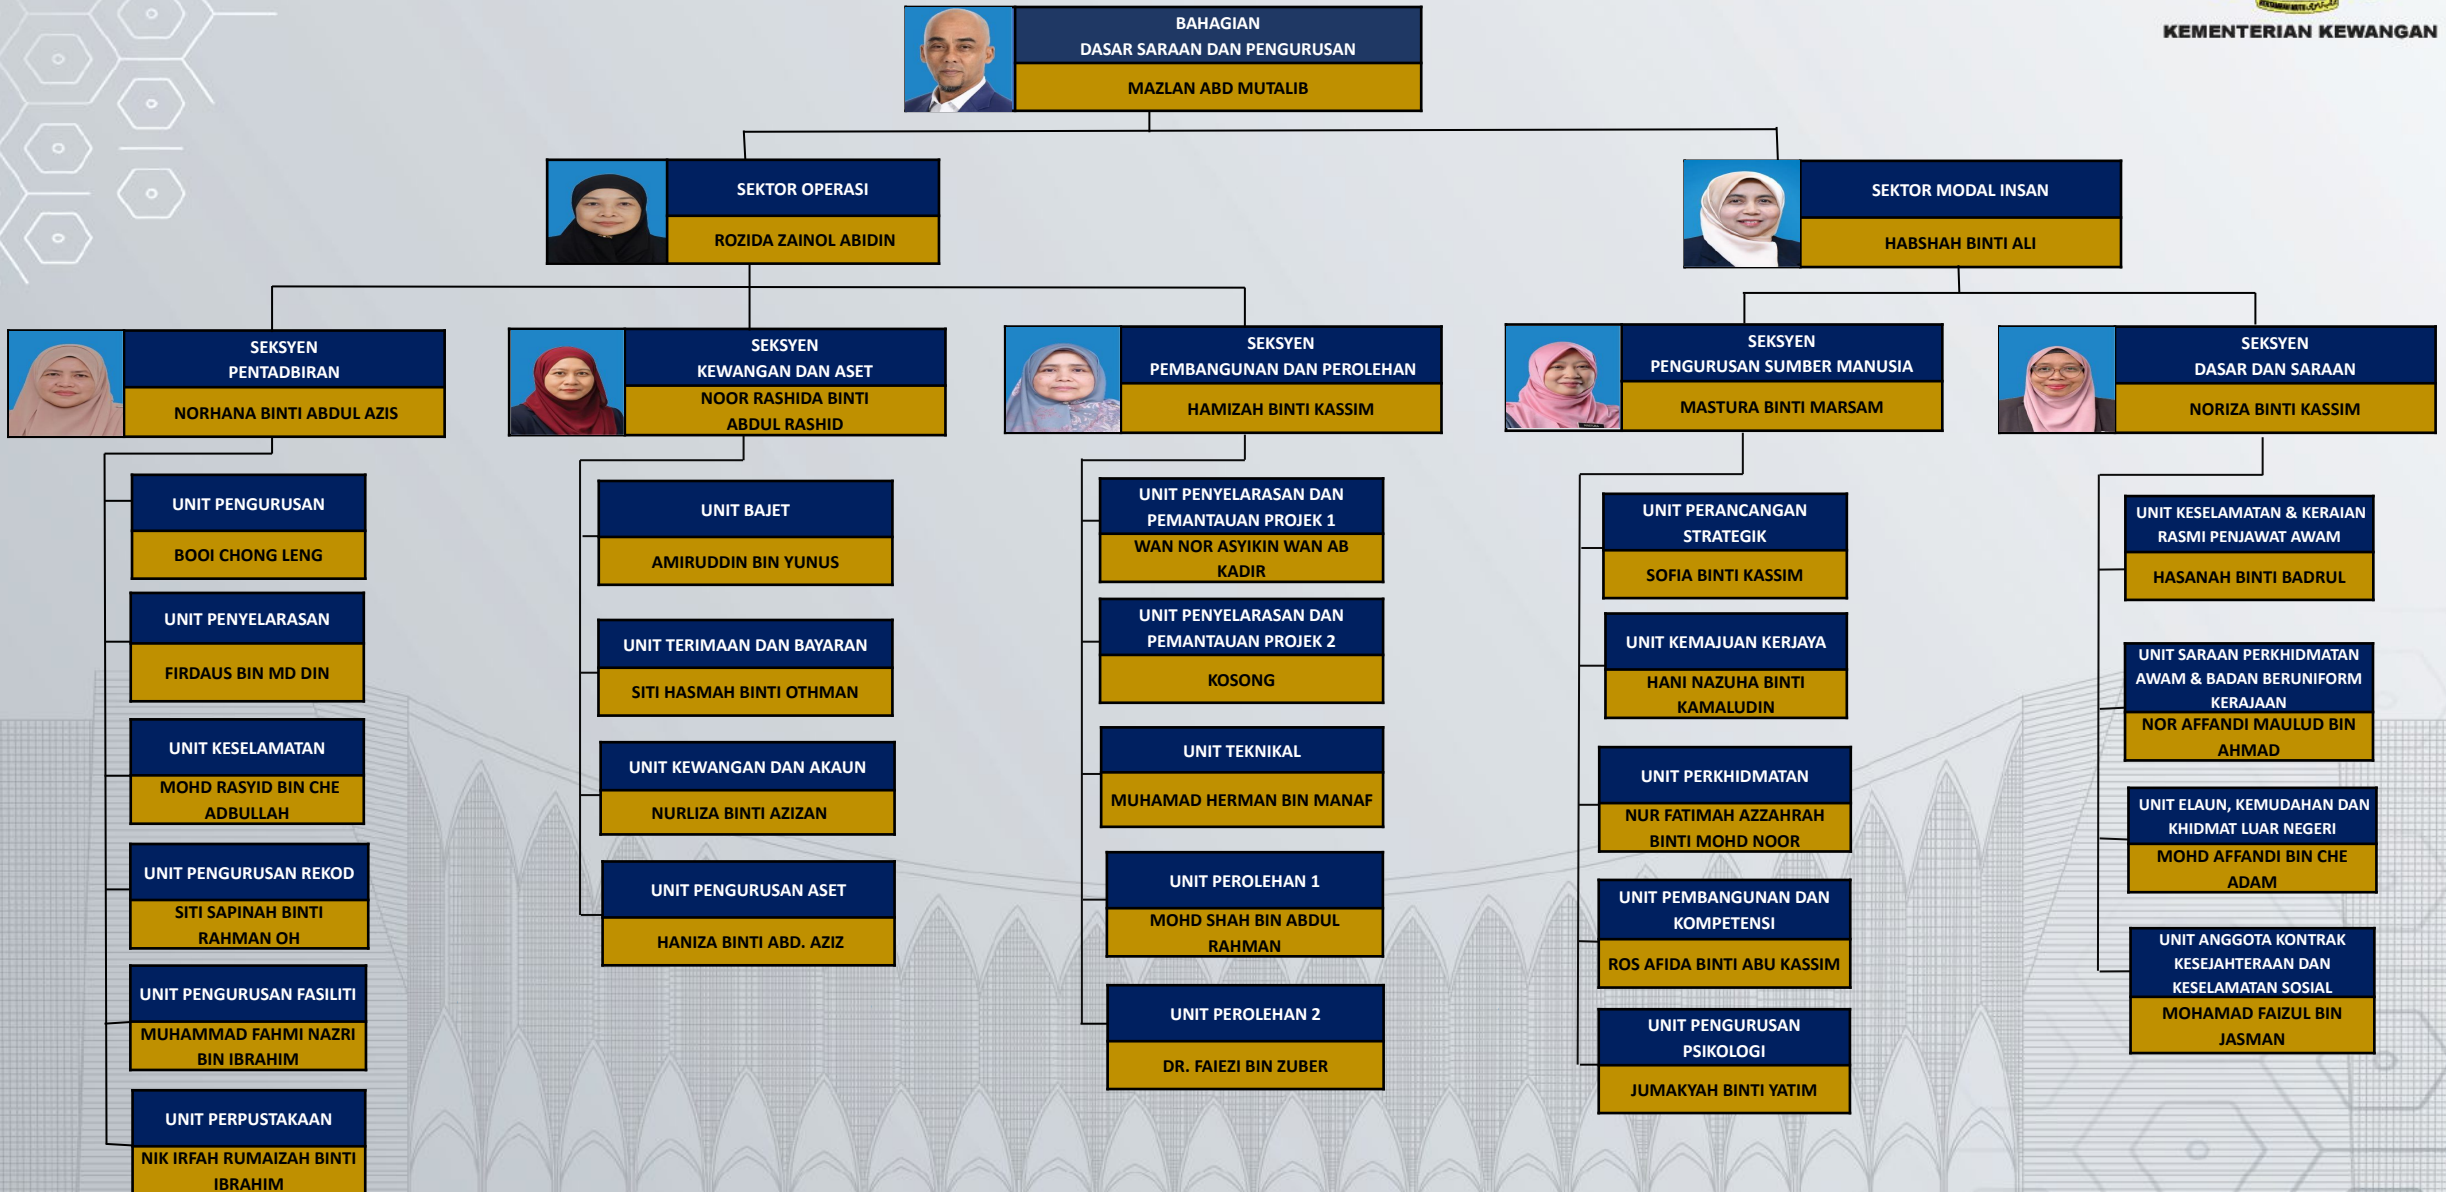 KEMENTERIAN KEWANGAN
BAHAGIAN
DASAR SARAAN DAN PENGURUSAN
MAZLAN ABD MUTALIB
SEKTOR OPERASI
ROZIDA ZAINOL ABIDIN
SEKTOR MODAL INSAN
HABSHAH BINTI ALI
SEKSYEN
PENTADBIRAN
NORHANA BINTI ABDUL AZIS
SEKSYEN
KEWANGAN DAN ASET
NOOR RASHIDA BINTI
ABDUL RASHID
SEKSYEN
PEMBANGUNAN DAN PEROLEHAN
HAMIZAH BINTI KASSIM
SEKSYEN
PENGURUSAN SUMBER MANUSIA
MASTURA BINTI MARSAM
SEKSYEN
DASAR DAN SARAAN
NORIZA BINTI KASSIM
UNIT PENGURUSAN
BOOI CHONG LENG
UNIT PENYELARASAN
FIRDAUS BIN MD DIN
UNIT KESELAMATAN
MOHD RASYID BIN CHE
ADBULLAH
UNIT PENGURUSAN REKOD
SITI SAPINAH BINTI
RAHMAN OH
UNIT PENGURUSAN FASILITI
MUHAMMAD FAHMI NAZRI
BIN IBRAHIM
UNIT PERPUSTAKAAN
NIK IRFAH RUMAIZAH BINTI
IBRAHIM
UNIT BAJET
AMIRUDDIN BIN YUNUS
UNIT TERIMAAN DAN BAYARAN
SITI HASMAH BINTI OTHMAN
UNIT KEWANGAN DAN AKAUN
NURLIZA BINTI AZIZAN
UNIT PENGURUSAN ASET
HANIZA BINTI ABD. AZIZ
UNIT PENYELARASAN DAN
PEMANTAUAN PROJEK 1
WAN NOR ASYIKIN WAN AB
KADIR
UNIT PENYELARASAN DAN
PEMANTAUAN PROJEK 2
KOSONG
UNIT TEKNIKAL
MUHAMAD HERMAN BIN MANAF
UNIT PEROLEHAN 1
MOHD SHAH BIN ABDUL
RAHMAN
UNIT PEROLEHAN 2
DR. FAIEZI BIN ZUBER
UNIT PERANCANGAN
STRATEGIK
SOFIA BINTI KASSIM
UNIT KEMAJUAN KERJAYA
HANI NAZUHA BINTI
KAMALUDIN
UNIT PERKHIDMATAN
NUR FATIMAH AZZAHRAH
BINTI MOHD NOOR
UNIT PEMBANGUNAN DAN
KOMPETENSI
ROS AFIDA BINTI ABU KASSIM
UNIT PENGURUSAN
PSIKOLOGI
JUMAKYAH BINTI YATIM
UNIT KESELAMATAN & KERAIAN
RASMI PENJAWAT AWAM
HASANAH BINTI BADRUL
UNIT SARAAN PERKHIDMATAN
AWAM & BADAN BERUNIFORM
KERAJAAN
NOR AFFANDI MAULUD BIN
AHMAD
UNIT ELAUN, KEMUDAHAN DAN
KHIDMAT LUAR NEGERI
MOHD AFFANDI BIN CHE
ADAM
UNIT ANGGOTA KONTRAK
KESEJAHTERAAN DAN
KESELAMATAN SOSIAL
MOHAMAD FAIZUL BIN
JASMAN